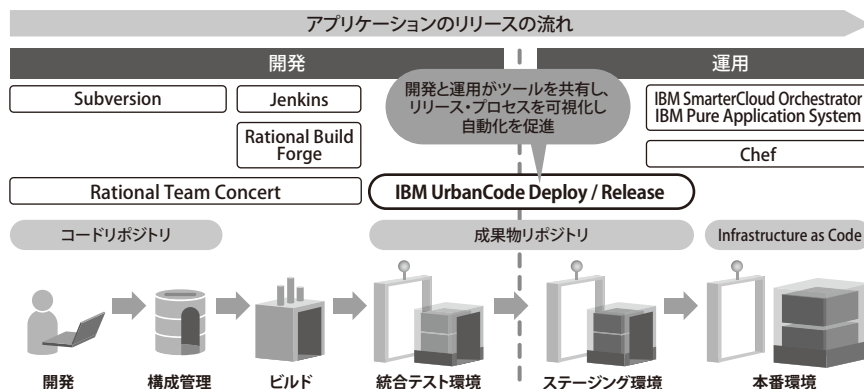 アプリケーションのリリースの流れ
開発
運用
Subversion
Jenkins
開発と運用がツールを共有し、
リリース・プロセスを可視化し
自動化を促進
IBM SmarterCloud Orchestrator
IBM Pure Application System
Rational Build
Forge
Chef
Rational Team Concert
IBM UrbanCode Deploy / Release
コードリポジトリ
成果物リポジトリ
Infrastructure as Code
開発
構成管理
ビルド
統合テスト環境
ステージング環境
本番環境